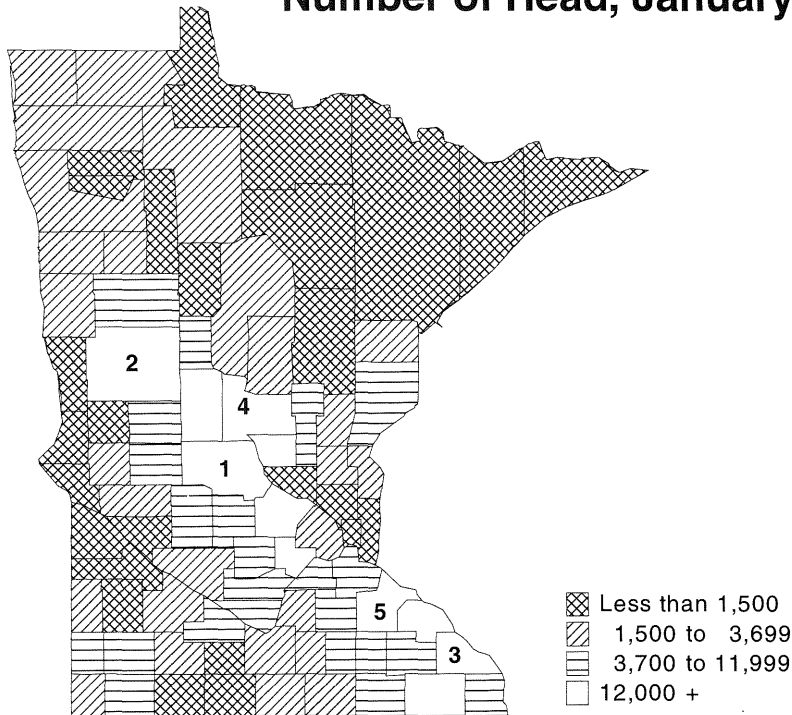 Number of Head, January
2
4
1
5
3
Less than 1,500
1,500 to 3,699
3,700 to 11,999
12,000 +